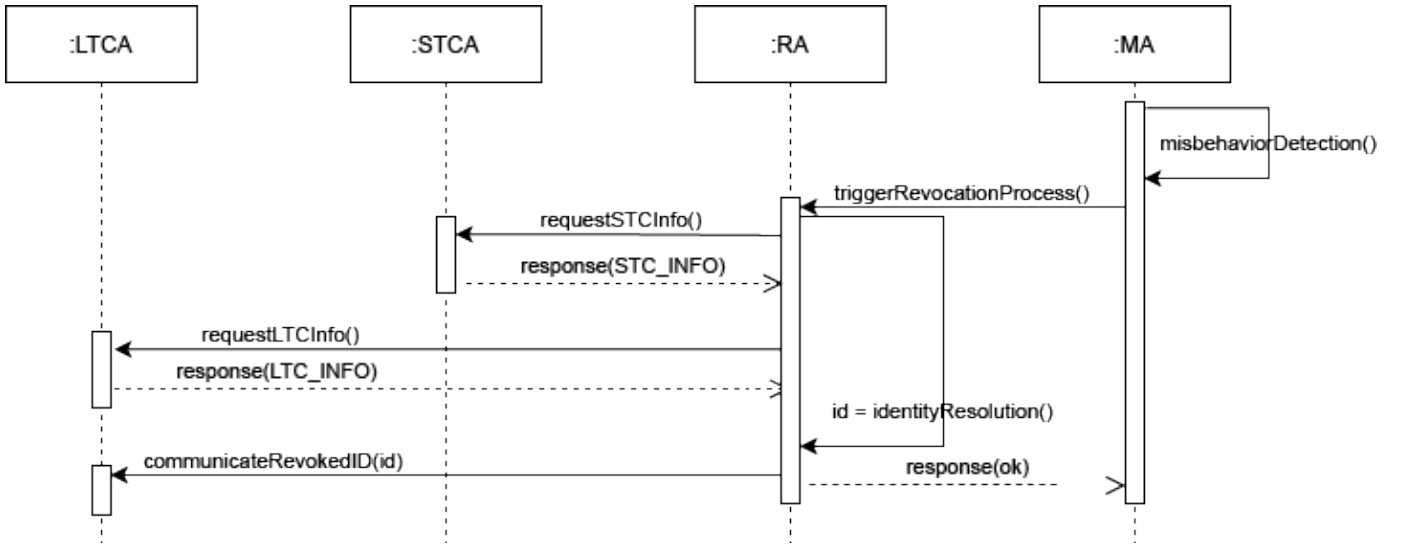 :LTCA
:STCA
:RA
:MA
misbehaviorDetection()
triggerRevocationProcess()
requestSTCInfo()
response(STC_INFO)
requestLTCInfo()
response(LTC_INFO)
id = identityResolution()
communicateRevokedID(id)
response(ok)